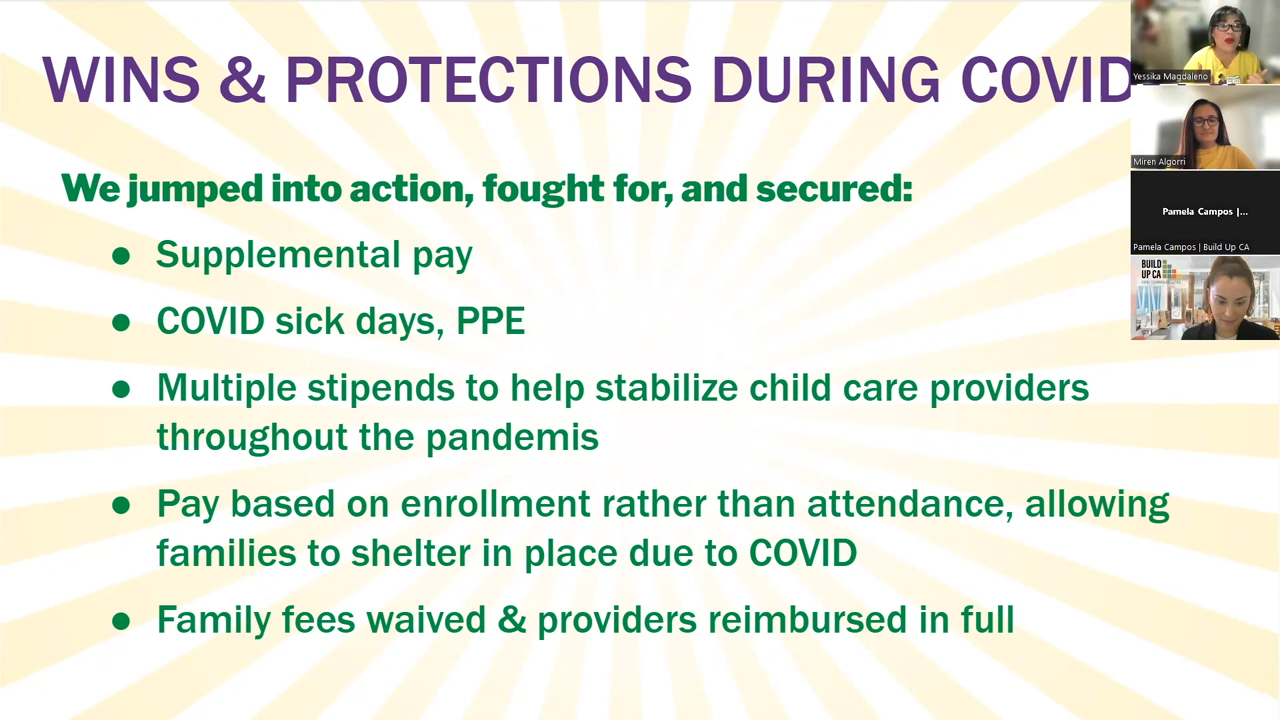 WINS & PROTECTIONS DURING COVID
We jumped into action, fought for, and secured:
● Supplemental pay
● COVID sick days, PPE
● Multiple stipends to help stabilize child care providers
throughout the pandemis
● Pay based on enrollment rather than attendance, allowing
families to shelter in place due to COVID
● Family fees waived & providers reimbursed in full
Yessika Magdaleno
Miren Algorri
Pamela Campos |...
Pamela Campos | Build Up CA
BUILD
UP CA